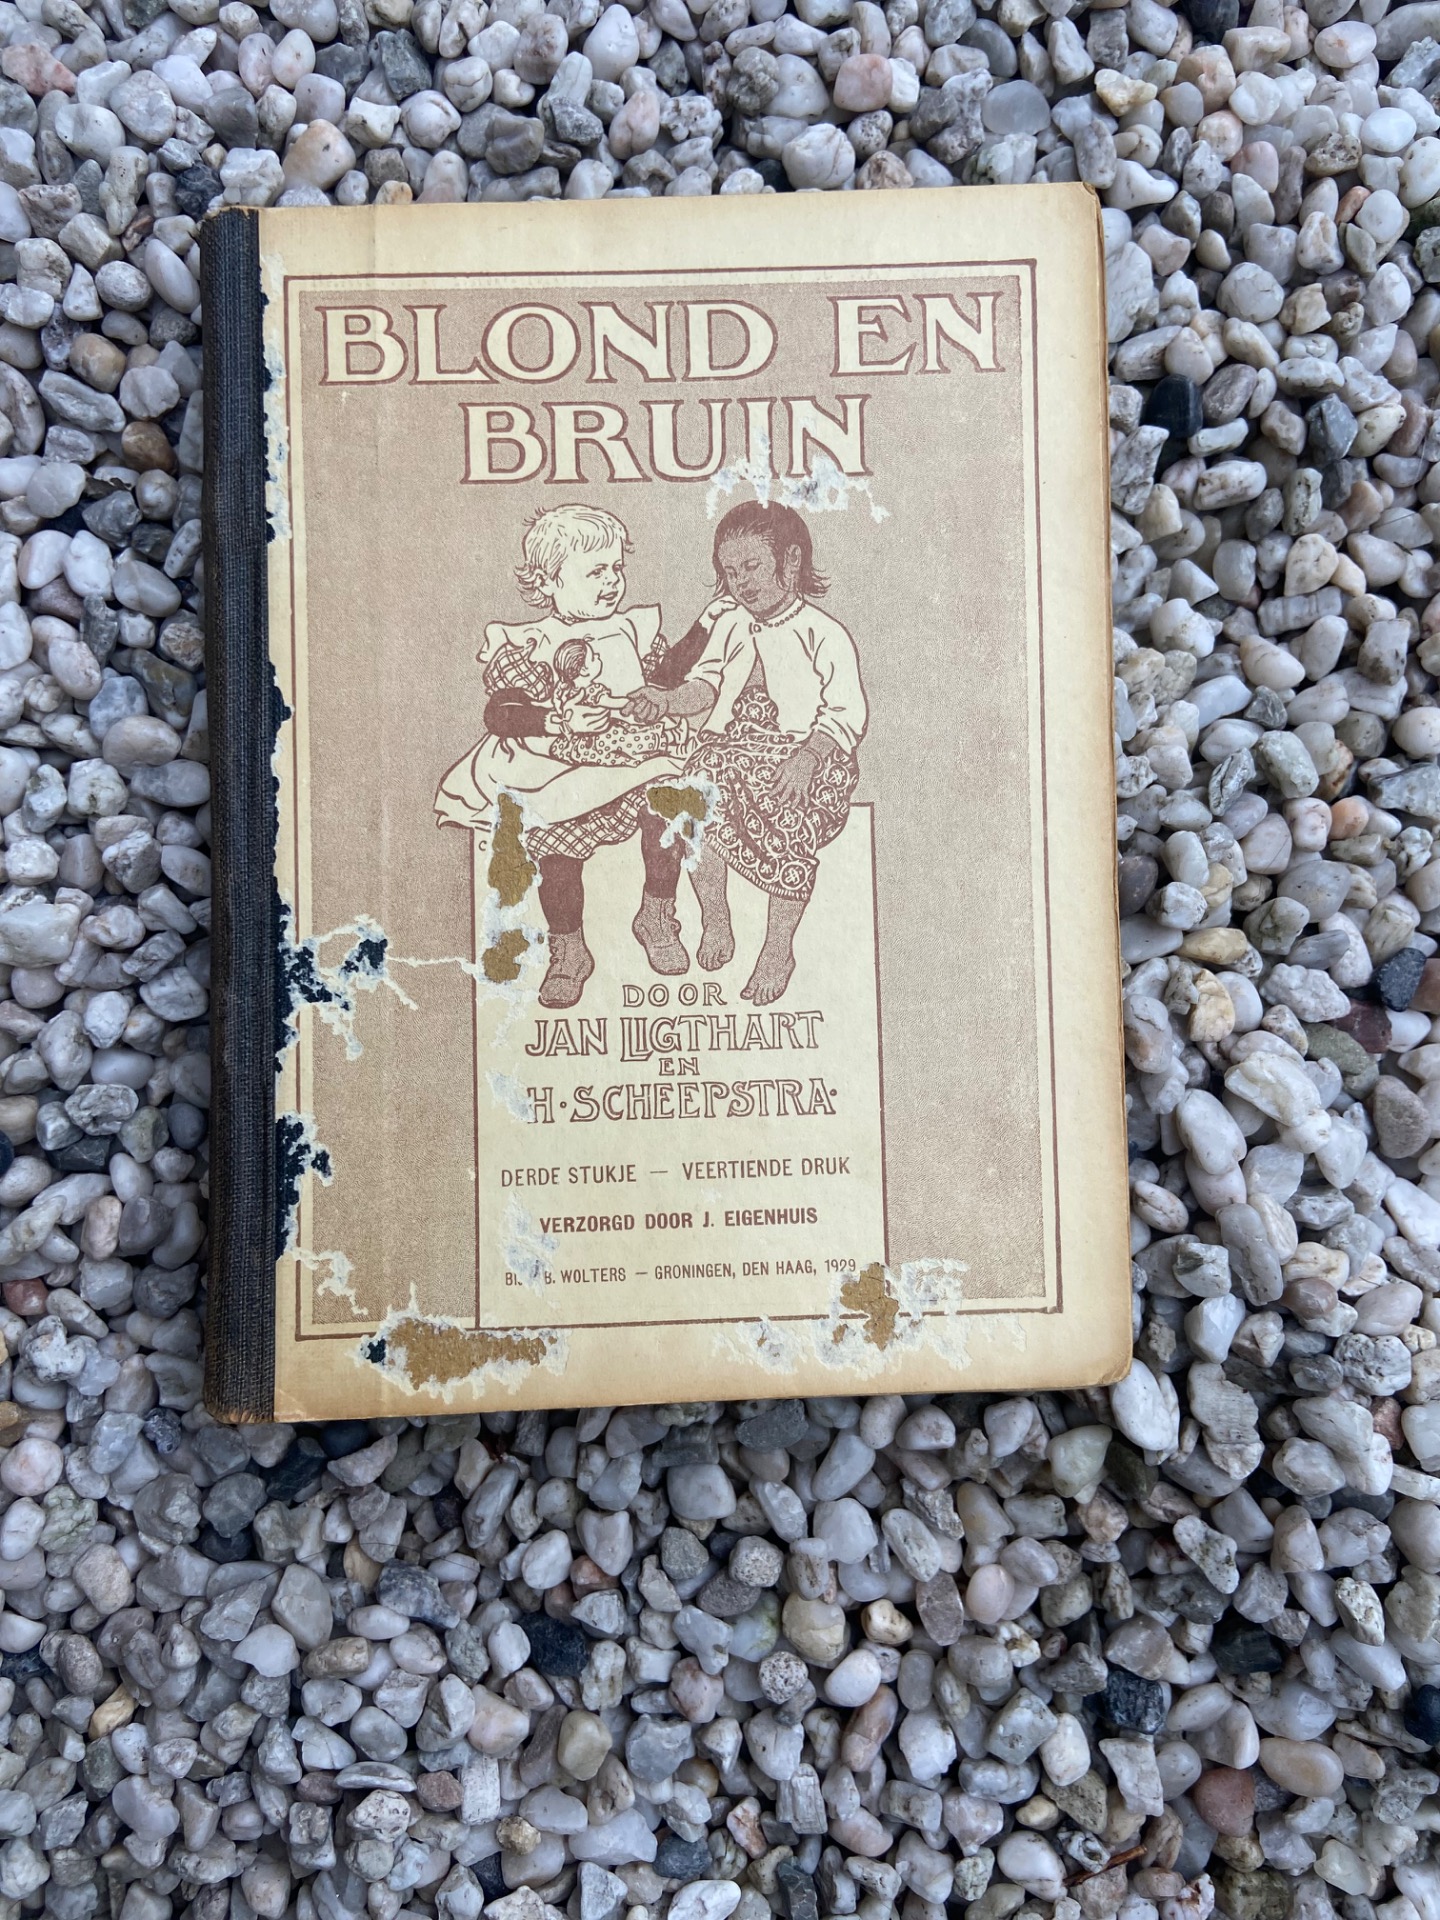 BLOND EN
BRUIN
DOOR
JAN LIGTHART
EN
H. SCHEEPSTRA.
DERDE STUKJE — VEERTIENDE DRUK
VERZORGD DOOR J. EIGENHUIS
B. WOLTERS — GRONINGEN, DEN HAAG, 1929